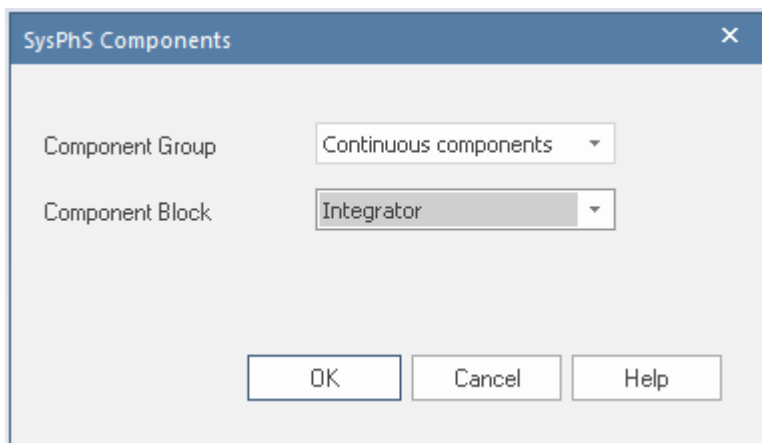 SysPhS Components
Component Group Continuous components
Component Block Integrator
OK Cancel Help